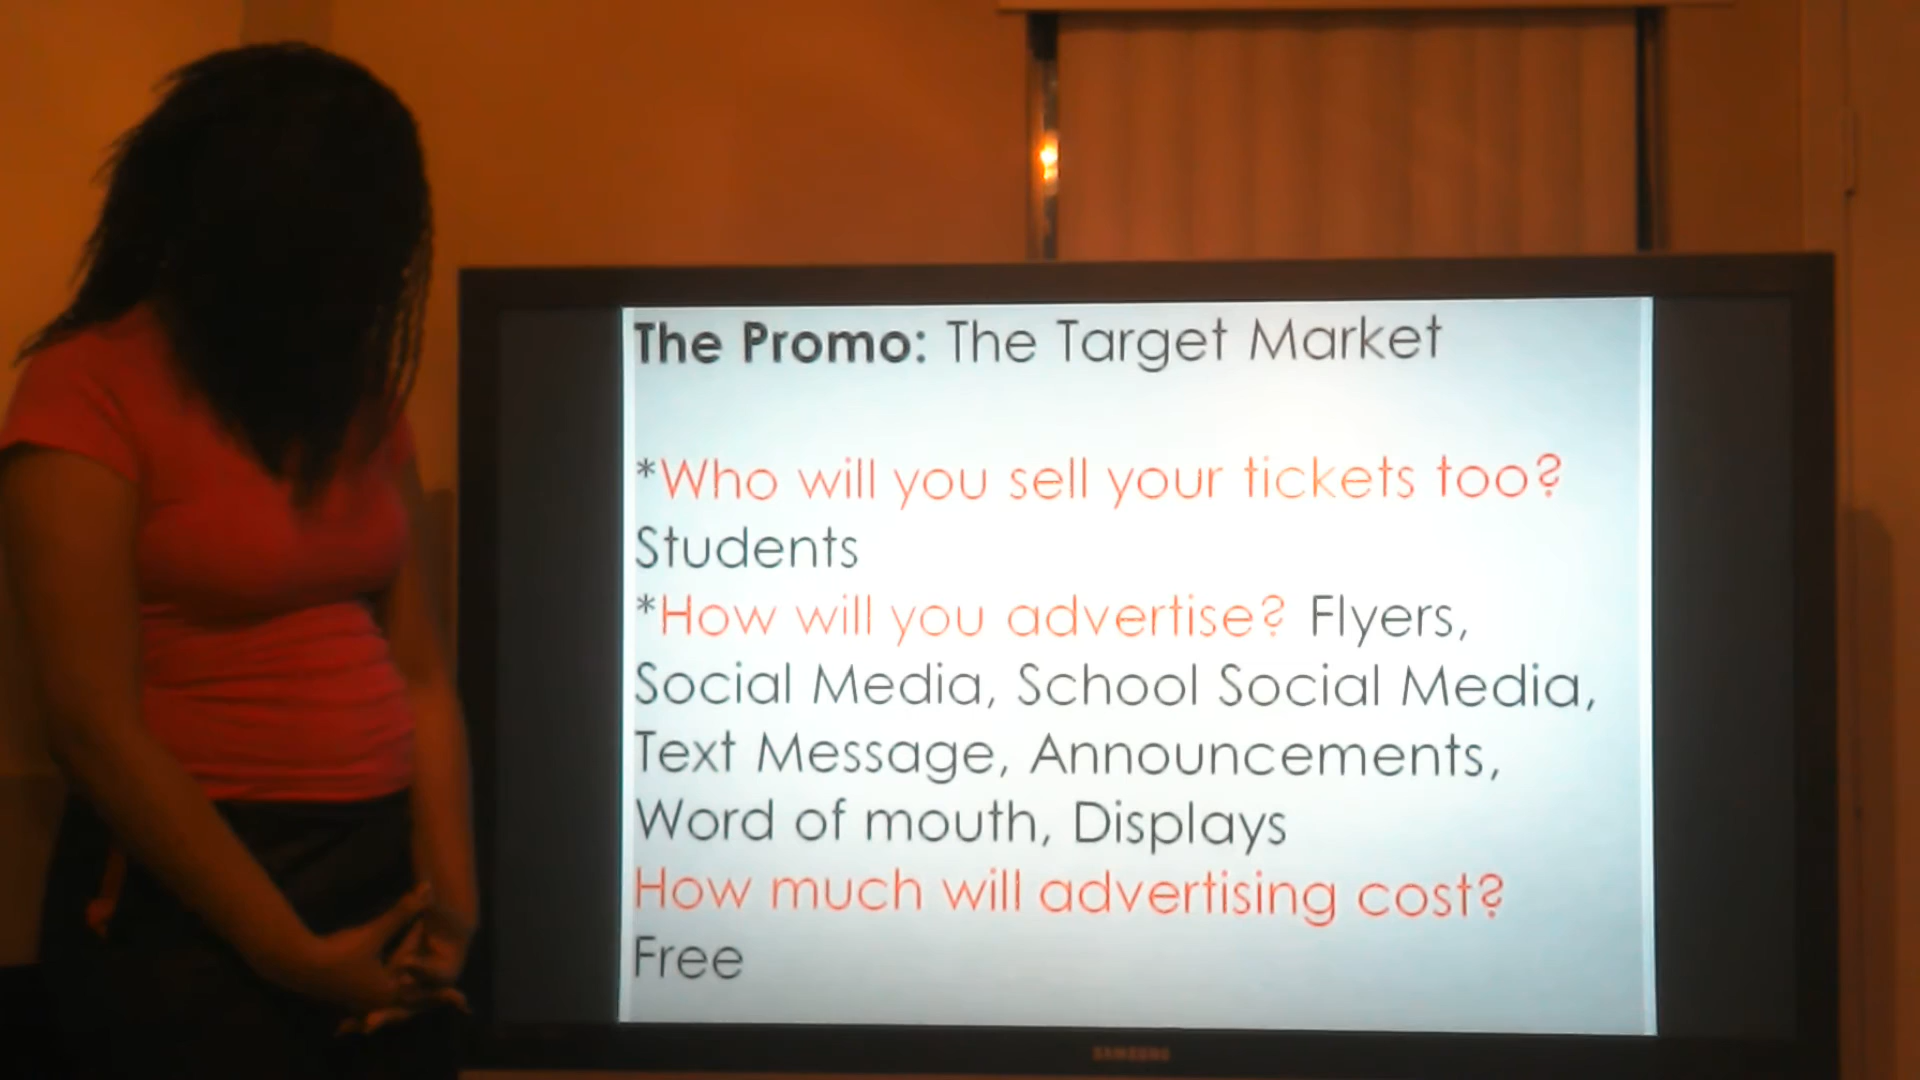 The Promo: The Target Market
*Who will you sell your tickets too?
Students
*How will you advertise? Flyers,
Social Media, School Social Media,
Text Message, Announcements,
Word of mouth, Displays
How much will advertising cost?
Free
SAMSUNG